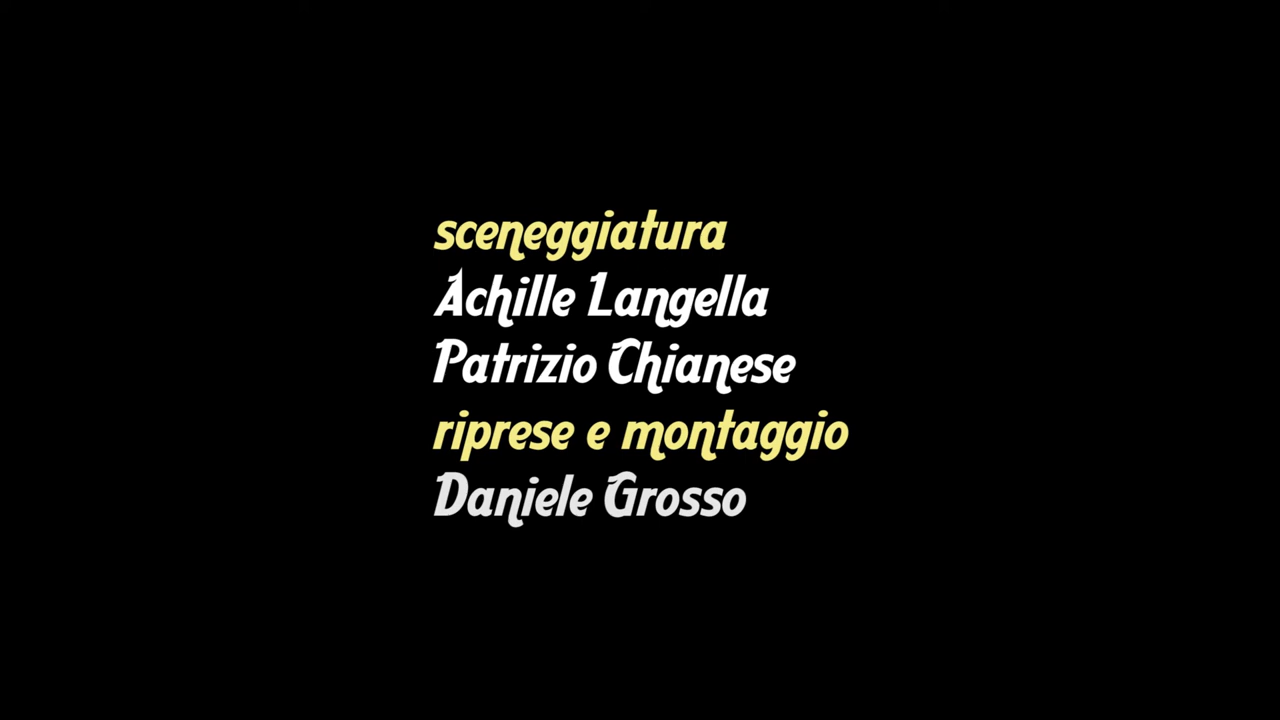 sceneggiatura
Achille Langella
Patrizio Chianese
riprese e montaggio
Daniele Grosso